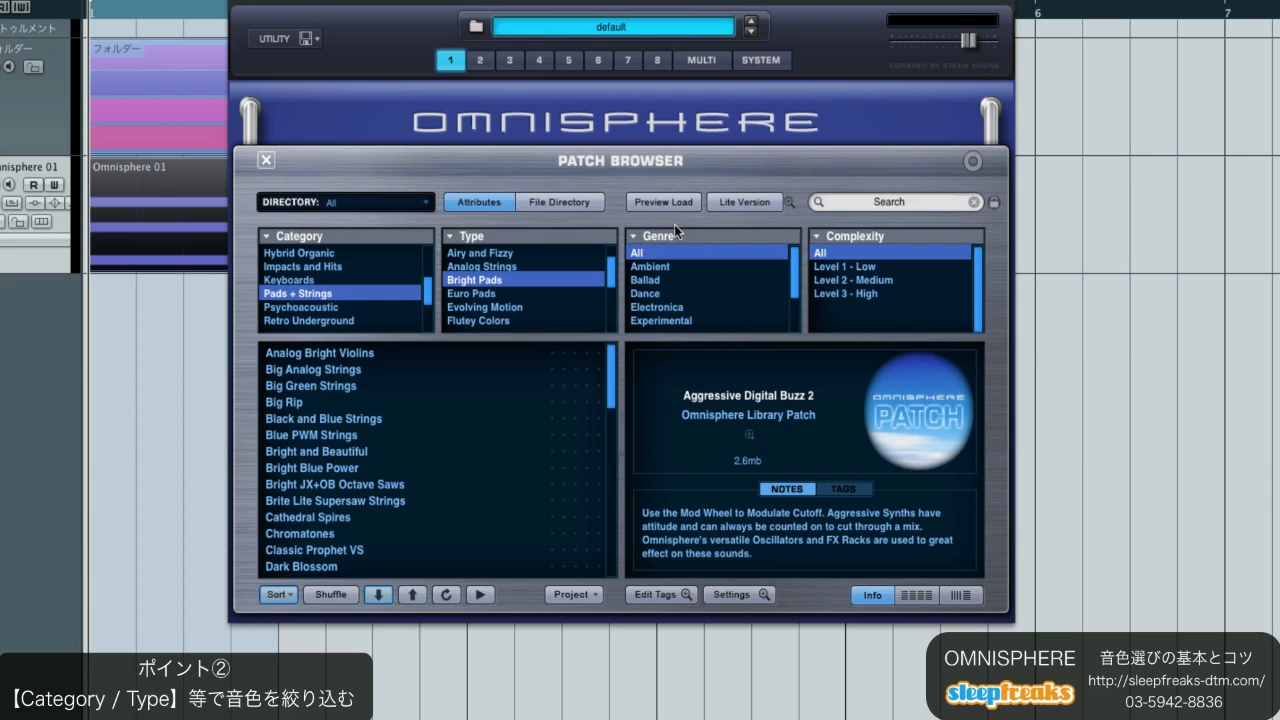 1
6
7
トゥルメント
フォルダー
フォルダー
R W
Omnisphere 01
nisphere 01
UTILITY
default
1 2 3 4 5 6 7 8 MULTI SYSTEM
POWERED BY STEAM ENGINE
OMNISPHERE
PATCH BROWSER
DIRECTORY: All
Attributes File Directory
Preview Load Lite Version
Search
Category
Hybrid Organic
Impacts and Hits
Keyboards
Pads + Strings
Psychoacoustic
Retro Underground
Type
Airy and Fizzy
Analog Strings
Bright Pads
Euro Pads
Evolving Motion
Flutey Colors
Genre
All
Ambient
Ballad
Dance
Electronica
Experimental
Complexity
All
Level 1 - Low
Level 2 - Medium
Level 3 - High
Analog Bright Violins
Big Analog Strings
Big Green Strings
Big Rip
Black and Blue Strings
Blue PWM Strings
Bright and Beautiful
Bright Blue Power
Bright JX+OB Octave Saws
Brite Lite Supersaw Strings
Cathedral Spires
Chromatones
Classic Prophet VS
Dark Blossom
Aggressive Digital Buzz 2
Omnisphere Library Patch
2.6mb
OMNISPHERE
PATCH
NOTES TAGS
Use the Mod Wheel to Modulate Cutoff. Aggressive Synths have
attitude and can always be counted on to cut through a mix.
Omnisphere's versatile Oscillators and FX Racks are used to great
effect on these sounds.
Sort Shuffle
Project
Edit Tags Settings
Info
ポイント②
【Category / Type】等で音色を絞り込む
OMNISPHERE 音色選びの基本とコツ
sleepfreaks http://sleepfreaks-dtm.com/
03-5942-8836